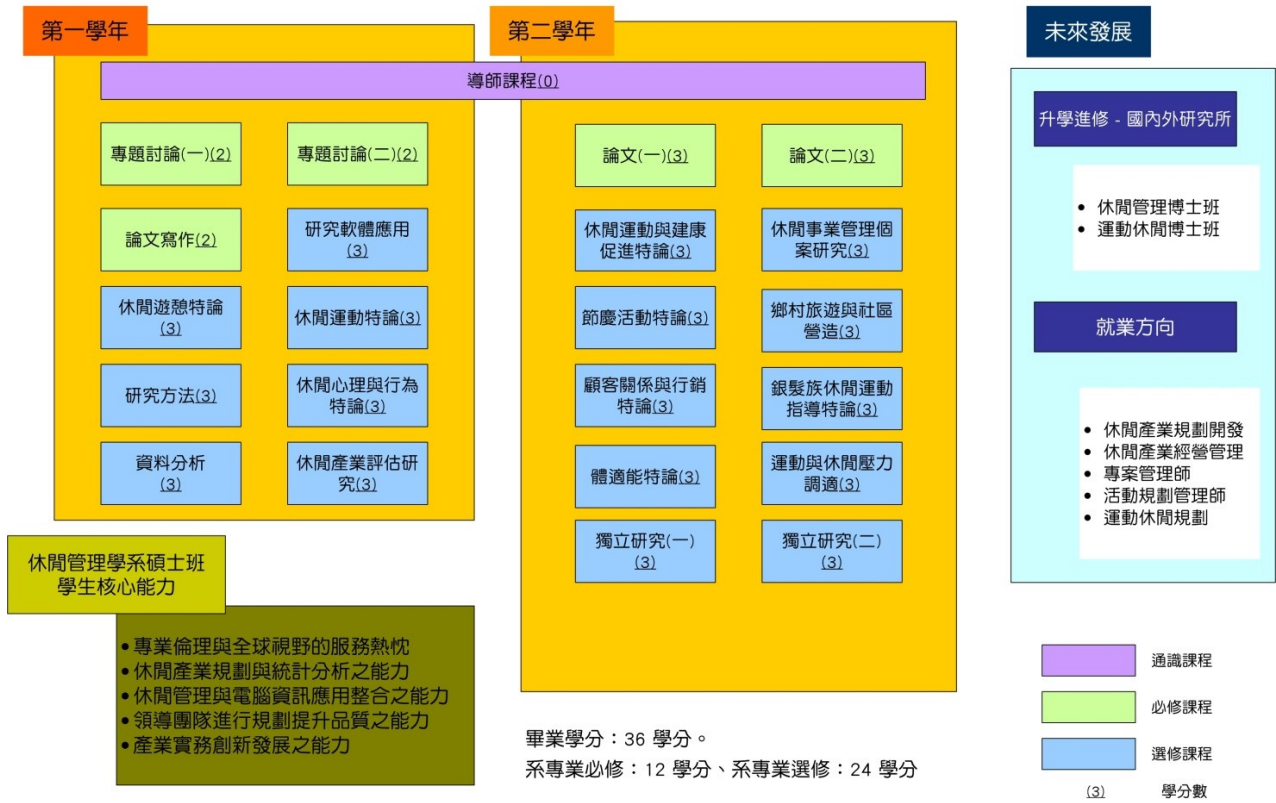 第一學年
第二學年
未來發展
導師課程(0)
專題討論(一)(2)
專題討論(二)(2)
論文寫作(2)
研究軟體應用
(3)
休閒遊憩特論
(3)
休閒運動特論(3)
研究方法(3)
休閒心理與行為
特論(3)
資料分析
(3)
休閒產業評估研
究(3)
論文(一)(3)
論文(二)(3)
休閒運動與健康
促進特論(3)
休閒事業管理個
案研究(3)
節慶活動特論(3)
鄉村旅遊與社區
營造(3)
顧客關係與行銷
特論(3)
銀髮族休閒運動
指導特論(3)
體適能特論(3)
運動與休閒壓力
調適(3)
獨立研究(一)
(3)
獨立研究(二)
(3)
升學進修 - 國內外研究所
• 休閒管理博士班
• 運動休閒博士班
就業方向
• 休閒產業規劃開發
• 休閒產業經營管理
• 專案管理師
• 活動規劃管理師
• 運動休閒規劃
休閒管理學系碩士班
學生核心能力
•專業倫理與全球視野的服務熱忱
•休閒產業規劃與統計分析之能力
•休閒管理與電腦資訊應用整合之能力
•領導團隊進行規劃提升品質之能力
•產業實務創新發展之能力
畢業學分：36 學分。
系專業必修：12 學分、系專業選修：24 學分
通識課程
必修課程
選修課程
(3) 學分數